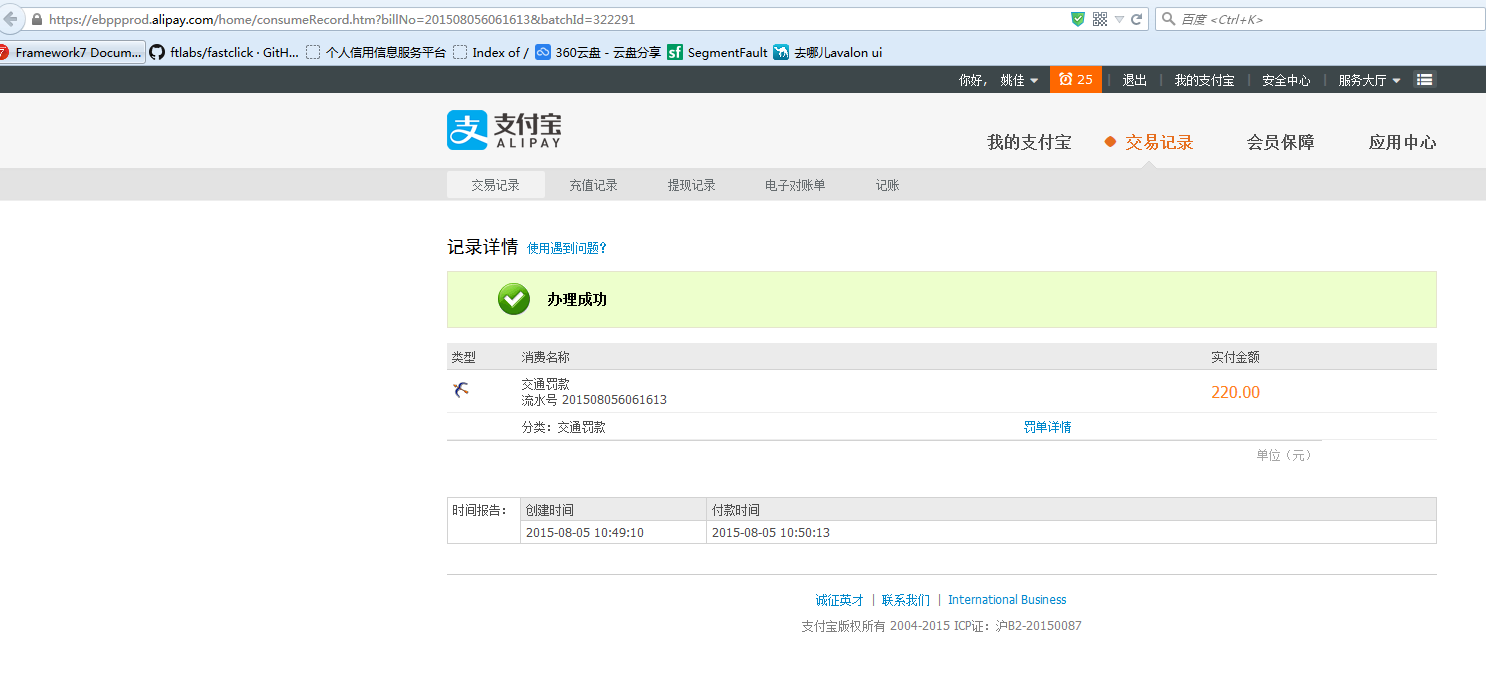 https://ebppprod.alipay.com/home/consumeRecord.htm?billNo=201508056061613&batchId=322291
百度 <Ctrl+K>
Framework7 Docum... ftlabs/fastclick · GitH... 个人信用信息服务平台 Index of / 360云盘 - 云盘分享 sf SegmentFault 去哪儿avalon ui
你好, 姚佳 25 退出 我的支付宝 安全中心 服务大厅
支 支付宝 ALIPAY
我的支付宝 交易记录 会员保障 应用中心
交易记录 充值记录 提现记录 电子对账单 记账
记录详情 使用遇到问题?
办理成功
类型 消费名称 实付金额
交通罚款
流水号 201508056061613 220.00
分类：交通罚款 罚单详情
单位（元）
时间报告： 创建时间 付款时间
2015-08-05 10:49:10 2015-08-05 10:50:13
诚征英才 | 联系我们 | International Business
支付宝版权所有 2004-2015 ICP证：沪B2-20150087